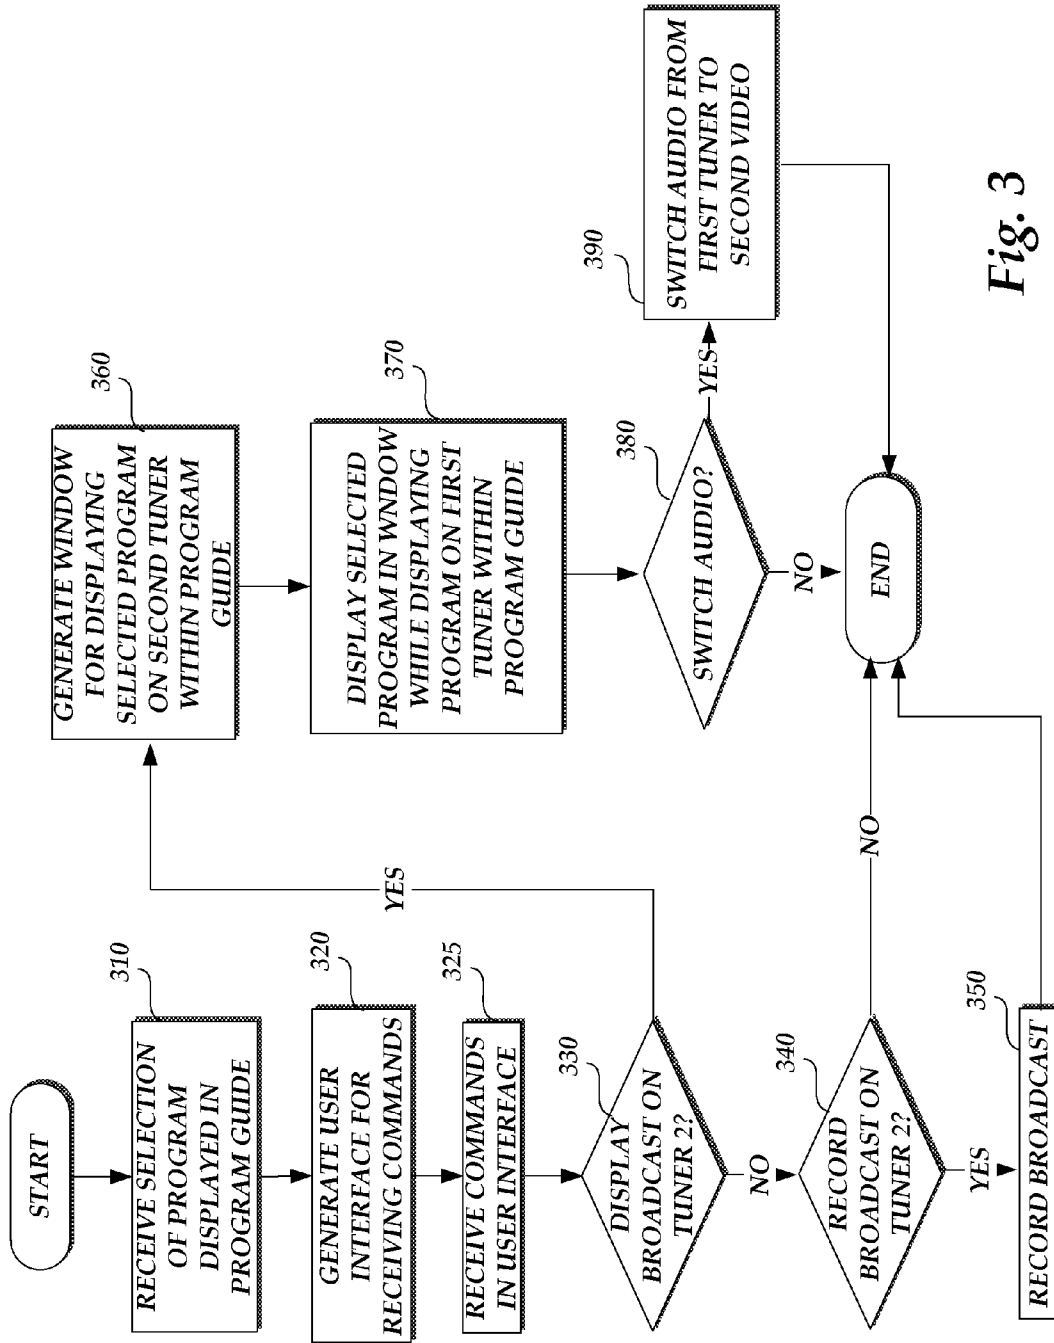 START
310
RECEIVE SELECTION
OF PROGRAM
DISPLAYED IN
PROGRAM GUIDE
320
GENERATE USER
INTERFACE FOR
RECEIVING COMMANDS
325
RECEIVE COMMANDS
IN USER INTERFACE
330
DISPLAY
BROADCAST ON
TUNER 2?
YES
NO
340
RECORD
BROADCAST ON
TUNER 2?
NO
YES
350
RECORD BROADCAST
360
GENERATE WINDOW
FOR DISPLAYING
SELECTED PROGRAM
ON SECOND TUNER
WITHIN PROGRAM
GUIDE
370
DISPLAY SELECTED
PROGRAM IN WNDOW
WHILE DISPLAYING
PROGRAM ON FIRST
TUNER WITHIN
PROGRAM GUIDE
380
SWITCH AUDIO?
YES
NO
390
SWITCH AUDIO FROM
FIRST TUNER TO
SECOND VIDEO
END
Fig. 3